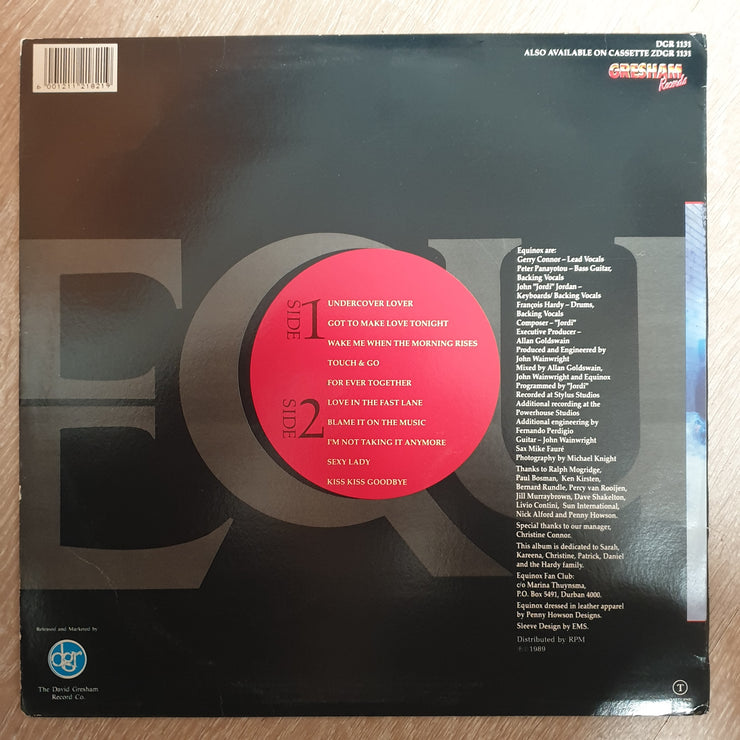 DGR 1131
ALSO AVAILABLE ON CASSETTE ZDGR 1131
GRESHAM
Records
6 001211 218219
EQU
SIDE 1
UNDERCOVER LOVER
GOT TO MAKE LOVE TONIGHT
WAKE ME WHEN THE MORNING RISES
TOUCH & GO
FOR EVER TOGETHER
SIDE 2
LOVE IN THE FAST LANE
BLAME IT ON THE MUSIC
I'M NOT TAKING IT ANYMORE
SEXY LADY
KISS KISS GOODBYE
Equinox are:
Gerry Connor – Lead Vocals
Peter Panayotou – Bass Guitar,
Backing Vocals
John "Jordi" Jordan –
Keyboards/ Backing Vocals
François Hardy – Drums,
Backing Vocals
Composer – "Jordi"
Executive Producer –
Allan Goldswain
Produced and Engineered by
John Wainwright
Mixed by Allan Goldswain,
John Wainwright and Equinox
Programmed by "Jordi"
Recorded at Stylus Studios
Additional recording at the
Powerhouse Studios
Additional engineering by
Fernando Perdigio
Guitar – John Wainwright
Sax Mike Fauré
Photography by Michael Knight
Thanks to Ralph Mogridge,
Paul Bosman, Ken Kirsten,
Bernard Rundle, Percy van Rooijen,
Jill Murraybrown, Dave Shakelton,
Livio Contini, Sun International,
Nick Alford and Penny Howson.
Special thanks to our manager,
Christine Connor.
This album is dedicated to Sarah,
Kareena, Christine, Patrick, Daniel
and the Hardy family.
Equinox Fan Club:
c/o Marina Thuynsma,
P.O. Box 5491, Durban 4000.
Equinox dressed in leather apparel
by Penny Howson Designs.
Sleeve Design by EMS.
Distributed by RPM
℗ © 1989
Released and Marketed by
dgr
The David Gresham
Record Co.
T